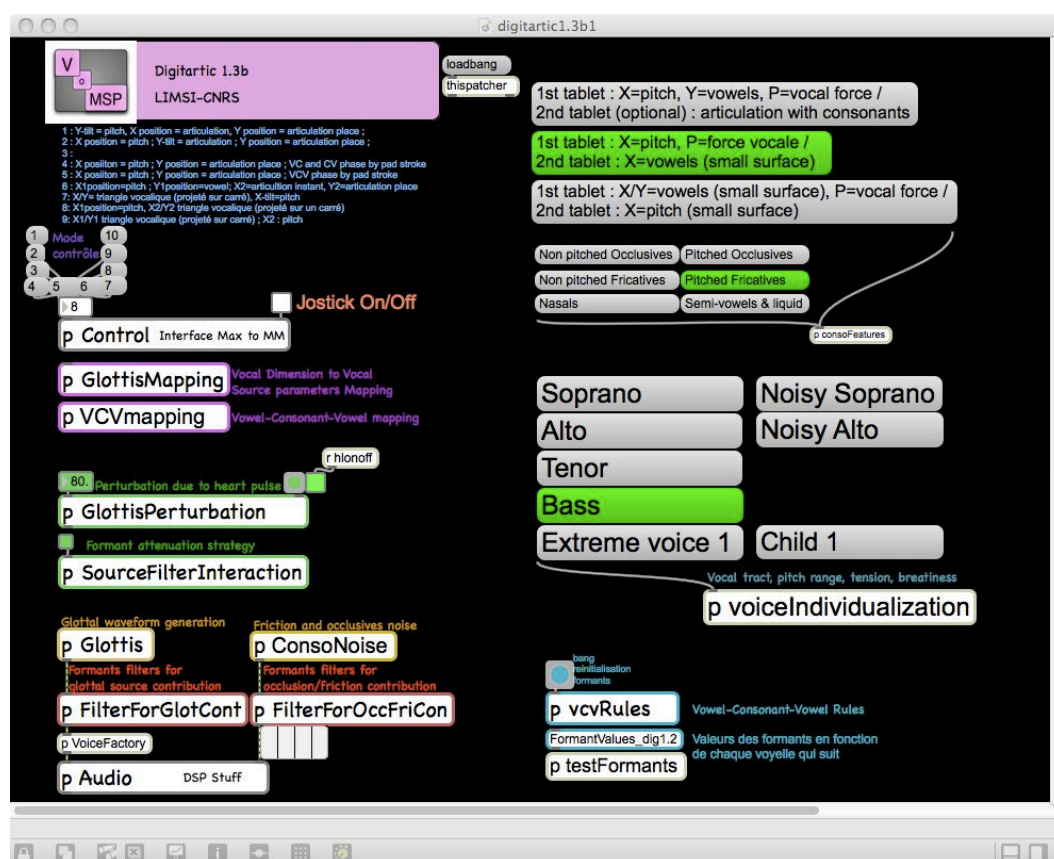 digitartic1.3b1
V
o
MSP
Digitartic 1.3b
LIMSI-CNRS
loadbang
thispatcher
1 : Y-tilt = pitch, X position = articulation, Y position = articulation place ;
2 : X position = pitch ; Y-tilt = articulation ; Y position = articulation place ;
3 :
4 : X posiiton = pitch ; Y position = articulation place ; VC and CV phase by pad stroke
5 : X position = pitch ; Y position = articulation place ; VCV phase by pad stroke
6 : X1position=pitch ; Y1position=vowel; X2=articultion instant, Y2=articulation place
7: X/Y= triangle vocalique (projeté sur carré), X-tilt=pitch
8: X1position=pitch, X2/Y2 triangle vocalique (projeté sur un carré)
9: X1/Y1 triangle vocalique (projeté sur carré) ; X2 : pitch
1st tablet : X=pitch, Y=vowels, P=vocal force /
2nd tablet (optional) : articulation with consonants
1st tablet : X=pitch, P=force vocale /
2nd tablet : X=vowels (small surface)
1st tablet : X/Y=vowels (small surface), P=vocal force /
2nd tablet : X=pitch (small surface)
1 Mode 10
2 contrôle 9
3 8
4 5 6 7
8
Jostick On/Off
p Control Interface Max to MM
Non pitched Occlusives Pitched Occlusives
Non pitched Fricatives Pitched Fricatives
Nasals Semi-vowels & liquid
p consoFeatures
p GlottisMapping
Vocal Dimension to Vocal
Source parameters Mapping
p VCVmapping
Vowel-Consonant-Vowel mapping
Soprano Noisy Soprano
Alto Noisy Alto
Tenor
Bass
Extreme voice 1 Child 1
r hlonoff
80. Perturbation due to heart pulse
p GlottisPerturbation
Formant attenuation strategy
p SourceFilterInteraction
Vocal tract, pitch range, tension, breatiness
p voiceIndividualization
Glottal waveform generation
p Glottis
Friction and occlusives noise
p ConsoNoise
Formants filters for
glottal source contribution
Formants filters for
occlusion/friction contribution
p FilterForGlotCont
p FilterForOccFriCon
p VoiceFactory
p Audio DSP Stuff
bang
reinitialisation
formants
p vcvRules
Vowel-Consonant-Vowel Rules
FormantValues_dig1.2
Valeurs des formants en fonction
de chaque voyelle qui suit
p testFormants